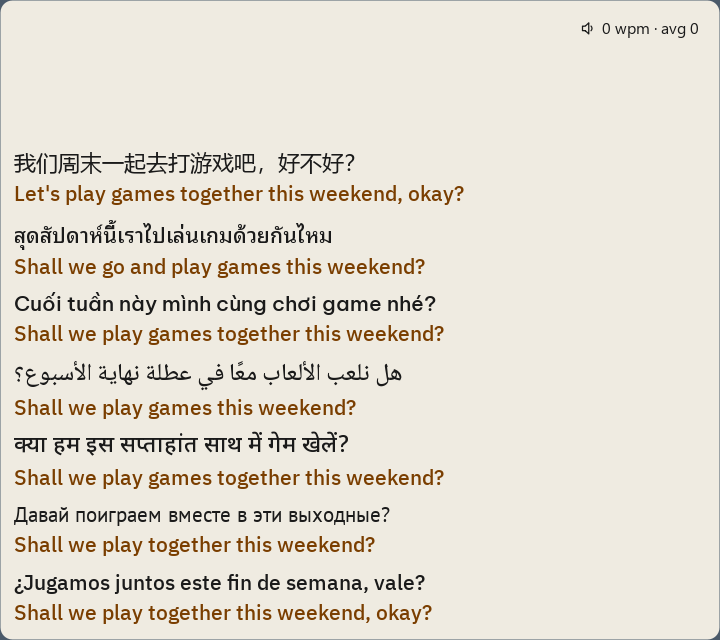 0 wpm · avg 0
我们周末一起去打游戏吧，好不好？
Let's play games together this weekend, okay?
สุดสัปดาห์นี้เราไปเล่นเกมด้วยกันไหม
Shall we go and play games this weekend?
Cuối tuần này mình cùng chơi game nhé?
Shall we play games together this weekend?
هل نلعب الألعاب معًا في عطلة نهاية الأسبوع؟
Shall we play games this weekend?
क्या हम इस सप्ताहांत साथ में गेम खेलें?
Shall we play games together this weekend?
Давай поиграем вместе в эти выходные?
Shall we play together this weekend?
¿Jugamos juntos este fin de semana, vale?
Shall we play together this weekend, okay?